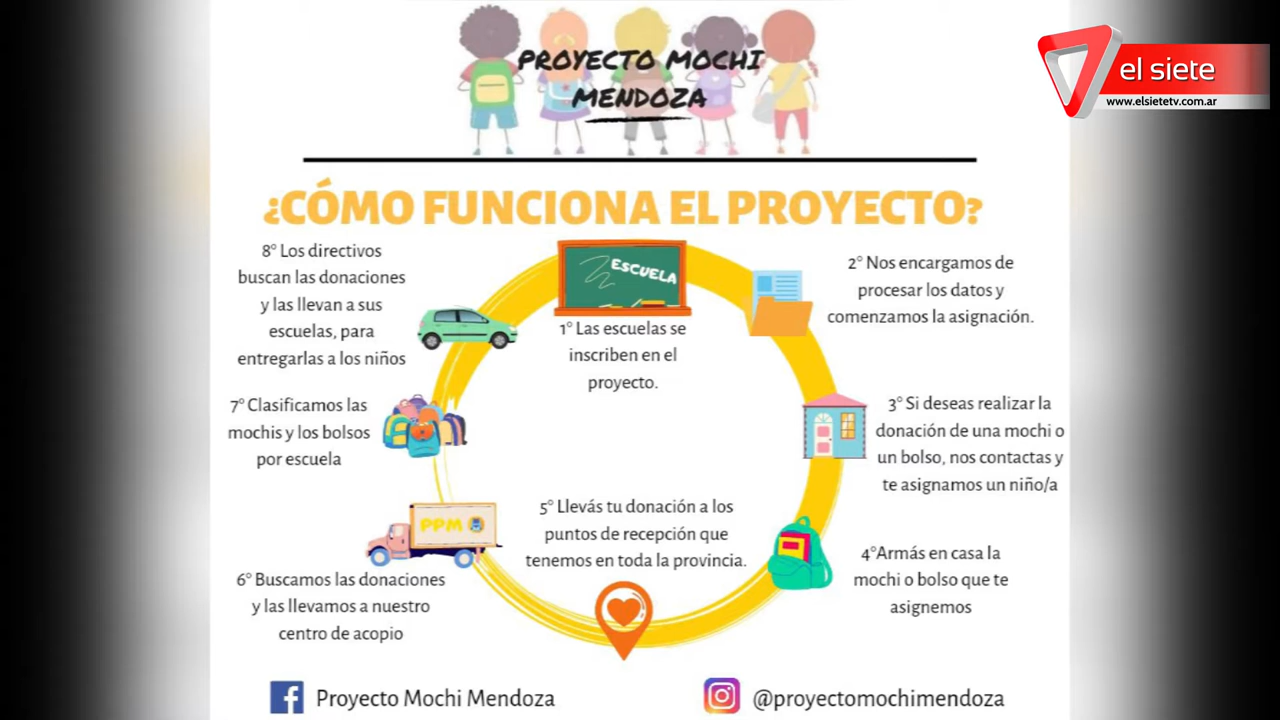 PROYECTO MOCHI
MENDOZA
el siete
www.elsietetv.com.ar
¿CÓMO FUNCIONA EL PROYECTO?
ESCUELA
1° Las escuelas se
inscriben en el
proyecto.
2° Nos encargamos de
procesar los datos y
comenzamos la asignación.
3° Si deseas realizar la
donación de una mochi o
un bolso, nos contactas y
te asignamos un niño/a
4°Armás en casa la
mochi o bolso que te
asignemos
5° Llevás tu donación a los
puntos de recepción que
tenemos en toda la provincia.
PPM
6° Buscamos las donaciones
y las llevamos a nuestro
centro de acopio
7° Clasificamos las
mochis y los bolsos
por escuela
8° Los directivos
buscan las donaciones
y las llevan a sus
escuelas, para
entregarlas a los niños
Proyecto Mochi Mendoza
@proyectomochimendoza